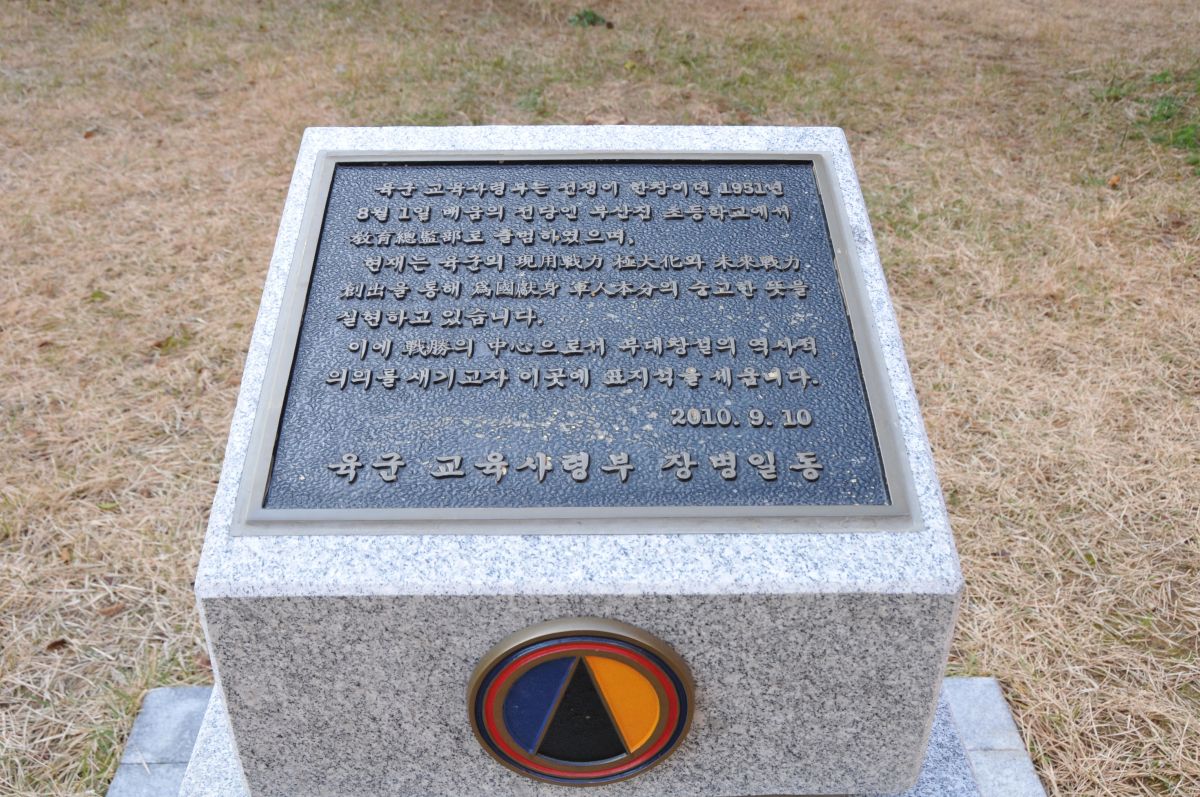 육군 교육사령부는 전쟁이 한창이던 1951년
8월 1일 배움의 전당인 부산진 초등학교에서
敎育總監部로 출범하였으며,
현재는 육군의 現用戰力 極大化와 未來戰力
創出을 통해 爲國獻身 軍人本分의 숭고한 뜻을
실현하고 있습니다.
이에 戰勝의 中心으로써 부대창설의 역사적
의의를 새기고자 이곳에 표지석을 세웁니다.
2010. 9. 10
육군 교육사령부 장병일동